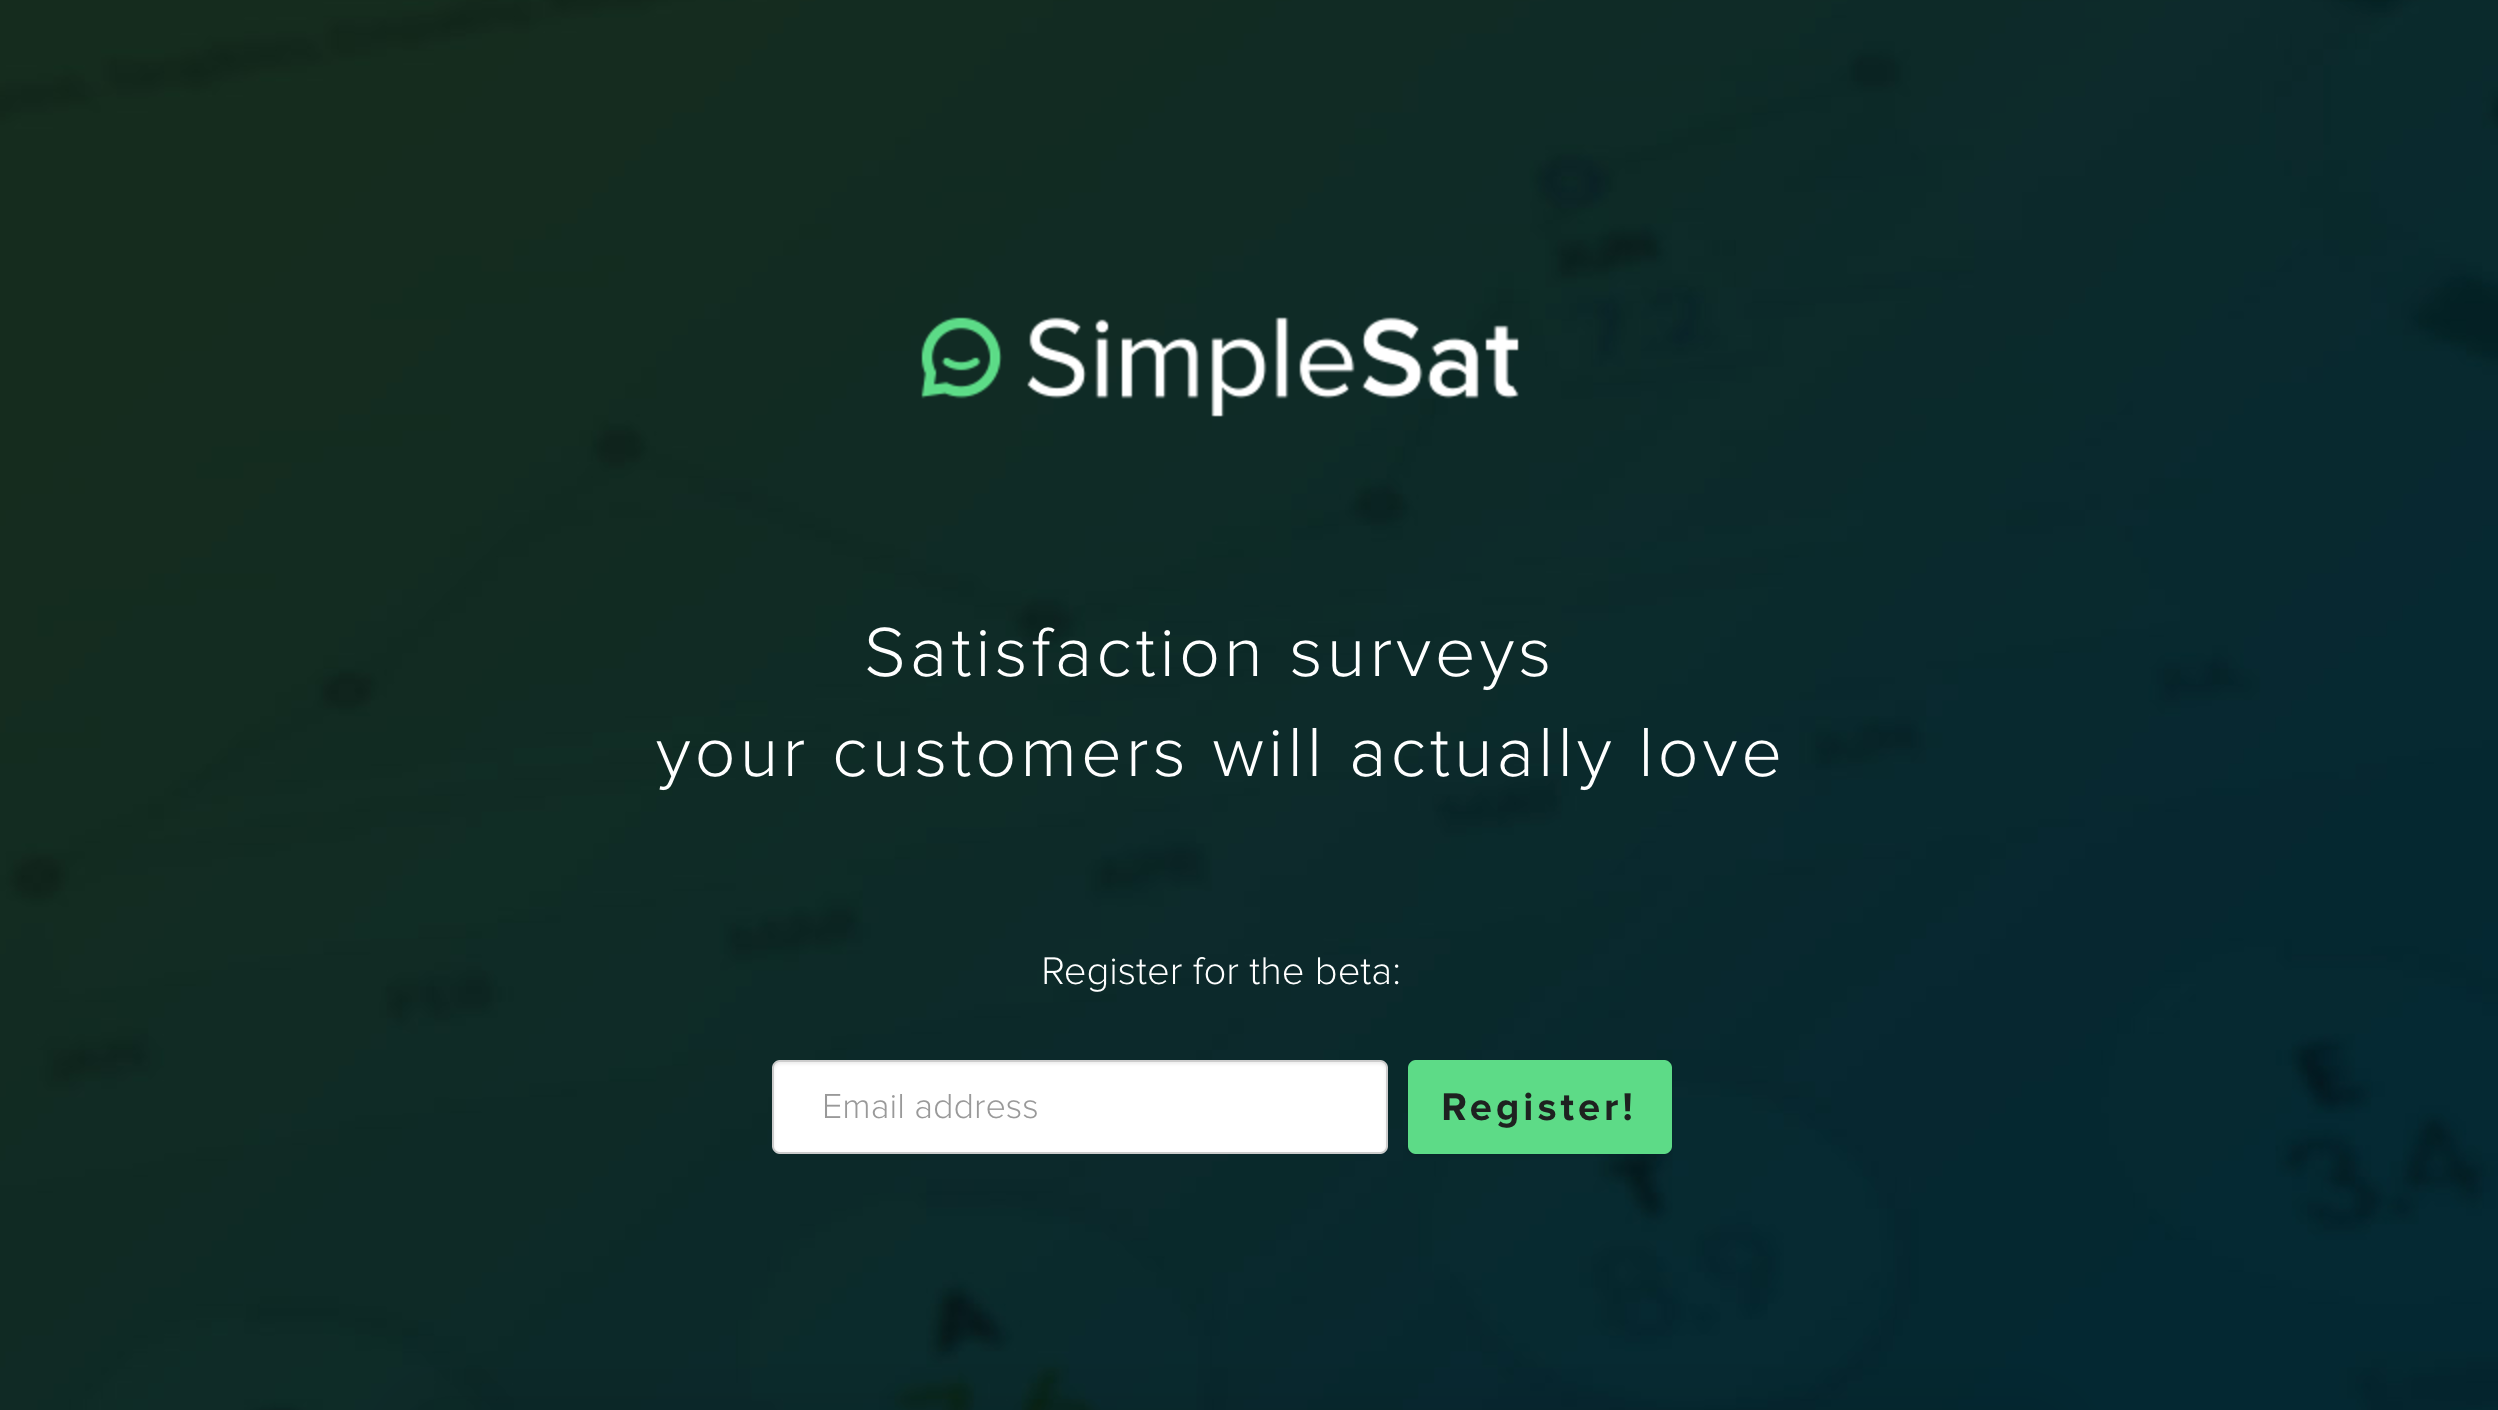 SimpleSat
Satisfaction surveys
your customers will actually love
Register for the beta:
Email address
Register!